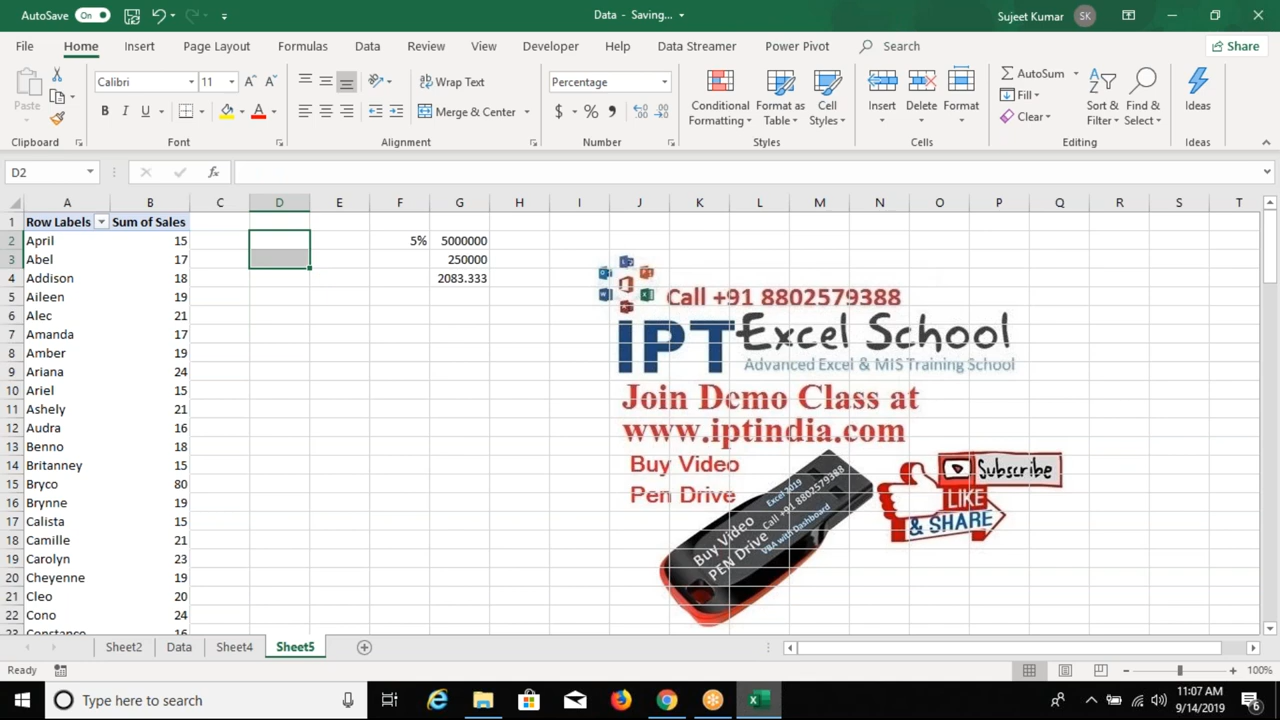 AutoSave On Data - Saving... Sujeet Kumar SK
File Home Insert Page Layout Formulas Data Review View Developer Help Data Streamer Power Pivot Search Share
Paste Calibri 11 Wrap Text Percentage Conditional Formatting Format as Table Cell Styles Insert Delete Format AutoSum Fill Clear Sort & Filter Find & Select Ideas
B I U Merge & Center $ % ,
Clipboard Font Alignment Number Styles Cells Editing Ideas
D2 fx
A B C D E F G H I J K L M N O P Q R S T
1 Row Labels Sum of Sales
2 April 15 5% 5000000
3 Abel 17 250000
4 Addison 18 2083.333
5 Aileen 19
6 Alec 21
7 Amanda 17
8 Amber 19
9 Ariana 24
10 Ariel 15
11 Ashely 21
12 Audra 16
13 Benno 18
14 Britanney 15
15 Bryco 80
16 Brynne 19
17 Calista 15
18 Camille 21
19 Carolyn 23
20 Cheyenne 19
21 Cleo 20
22 Cono 24
23 Constance 16
Call +91 8802579388
IPT Excel School
Advanced Excel & MIS Training School
Join Demo Class at
www.iptindia.com
Buy Video
Pen Drive
Buy Video
PEN Drive
Excel 2019
Call +91 8802579388
VBA with Dashboard
Subscribe
LIKE
& SHARE
Sheet2 Data Sheet4 Sheet5
Ready 100%
Type here to search
11:07 AM
9/14/2019
6